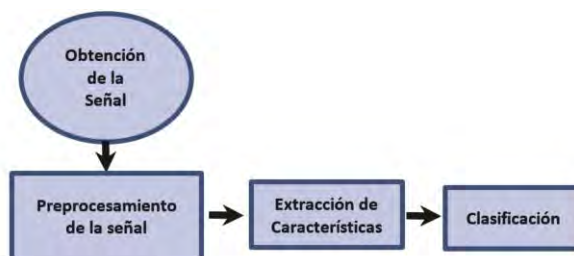 Obtención
de la
Señal
Preprocesamiento
de la señal
Extracción de
Características
Clasificación